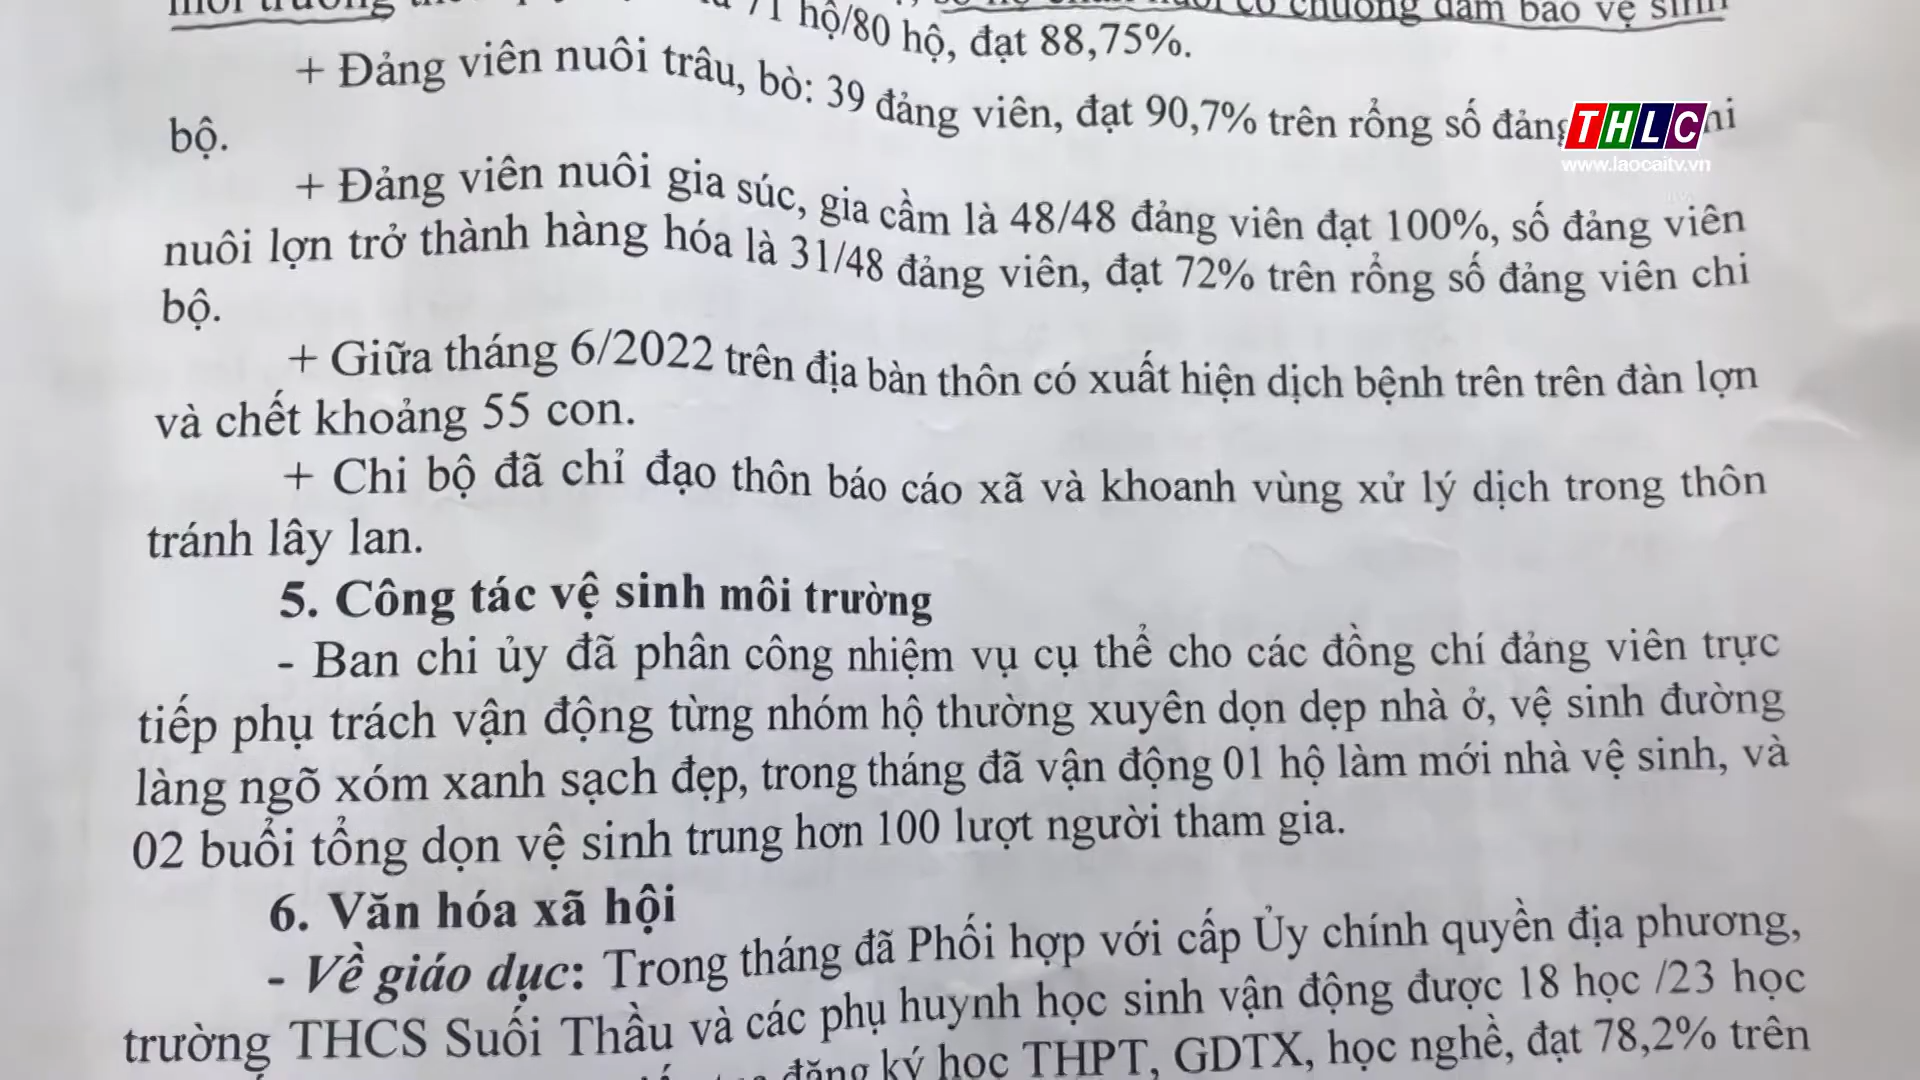 71 hộ/80 hộ, đạt 88,75%.
+ Đảng viên nuôi trâu, bò: 39 đảng viên, đạt 90,7% trên rổng số đảng
bộ.
THLC
www.laocaitv.vn
+ Đảng viên nuôi gia súc, gia cầm là 48/48 đảng viên đạt 100%, số đảng viên
nuôi lợn trở thành hàng hóa là 31/48 đảng viên, đạt 72% trên rổng số đảng viên chi
bộ.
+ Giữa tháng 6/2022 trên địa bàn thôn có xuất hiện dịch bệnh trên trên đàn lợn
và chết khoảng 55 con.
+ Chi bộ đã chỉ đạo thôn báo cáo xã và khoanh vùng xử lý dịch trong thôn
tránh lây lan.
5. Công tác vệ sinh môi trường
- Ban chi ủy đã phân công nhiệm vụ cụ thể cho các đồng chí đảng viên trực
tiếp phụ trách vận động từng nhóm hộ thường xuyên dọn dẹp nhà ở, vệ sinh đường
làng ngõ xóm xanh sạch đẹp, trong tháng đã vận động 01 hộ làm mới nhà vệ sinh, và
02 buổi tổng dọn vệ sinh trung hơn 100 lượt người tham gia.
6. Văn hóa xã hội
- Về giáo dục: Trong tháng đã Phối hợp với cấp Ủy chính quyền địa phương,
trường THCS Suối Thầu và các phụ huynh học sinh vận động được 18 học /23 học
đăng ký học THPT, GDTX, học nghề, đạt 78,2% trên